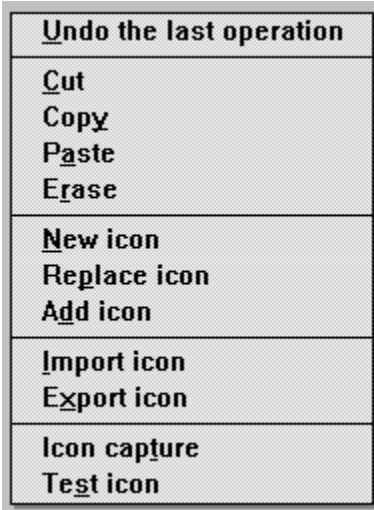 Undo the last operation
Cut
Copy
Paste
Erase
New icon
Replace icon
Add icon
Import icon
Export icon
Icon capture
Test icon